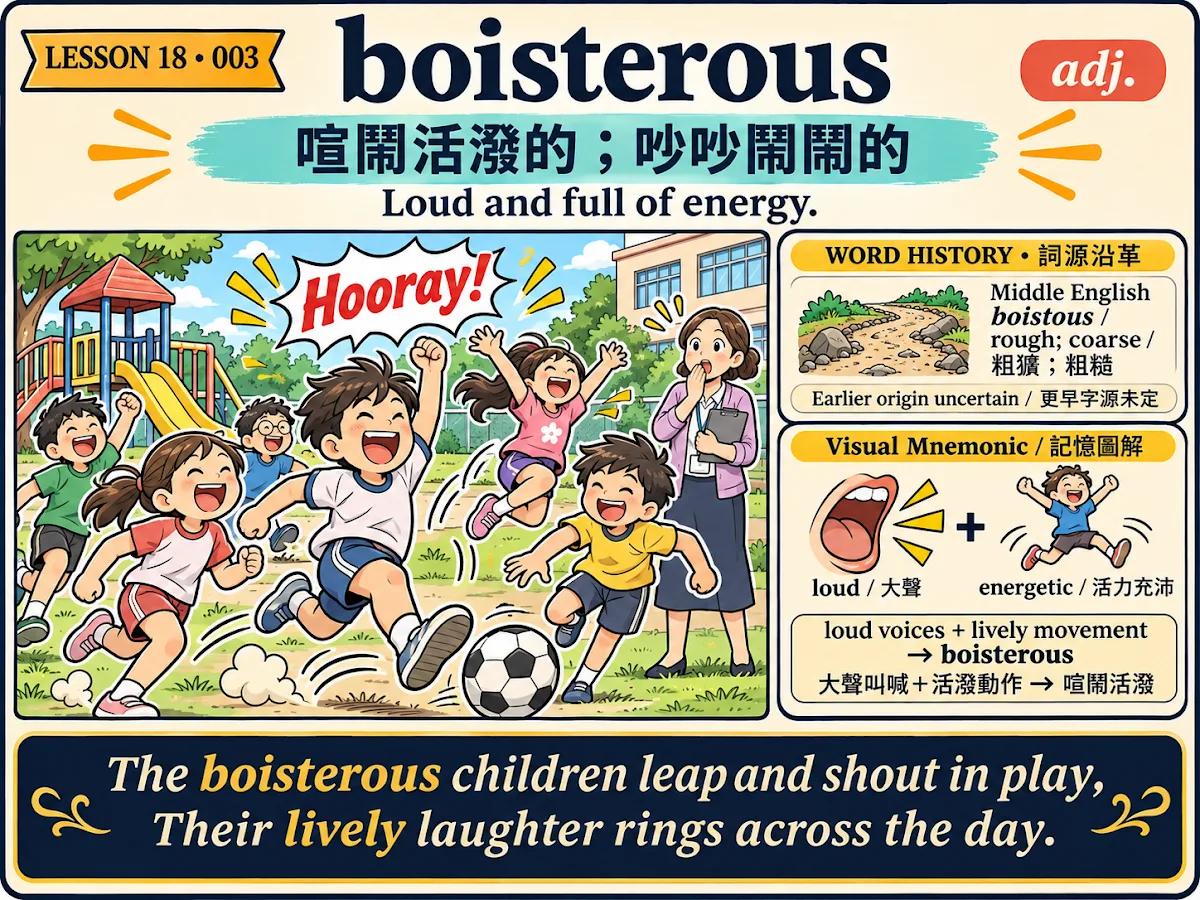 LESSON 18 • 003
boisterous
adj.
喧鬧活潑的；吵吵鬧鬧的
Loud and full of energy.
Hooray!
WORD HISTORY • 詞源沿革
Middle English
boistous /
rough; coarse /
粗獷；粗糙
Earlier origin uncertain / 更早字源未定
Visual Mnemonic / 記憶圖解
+
loud / 大聲
energetic / 活力充沛
loud voices + lively movement
→ boisterous
大聲叫喊＋活潑動作 → 喧鬧活潑
The boisterous children leap and shout in play,
Their lively laughter rings across the day.